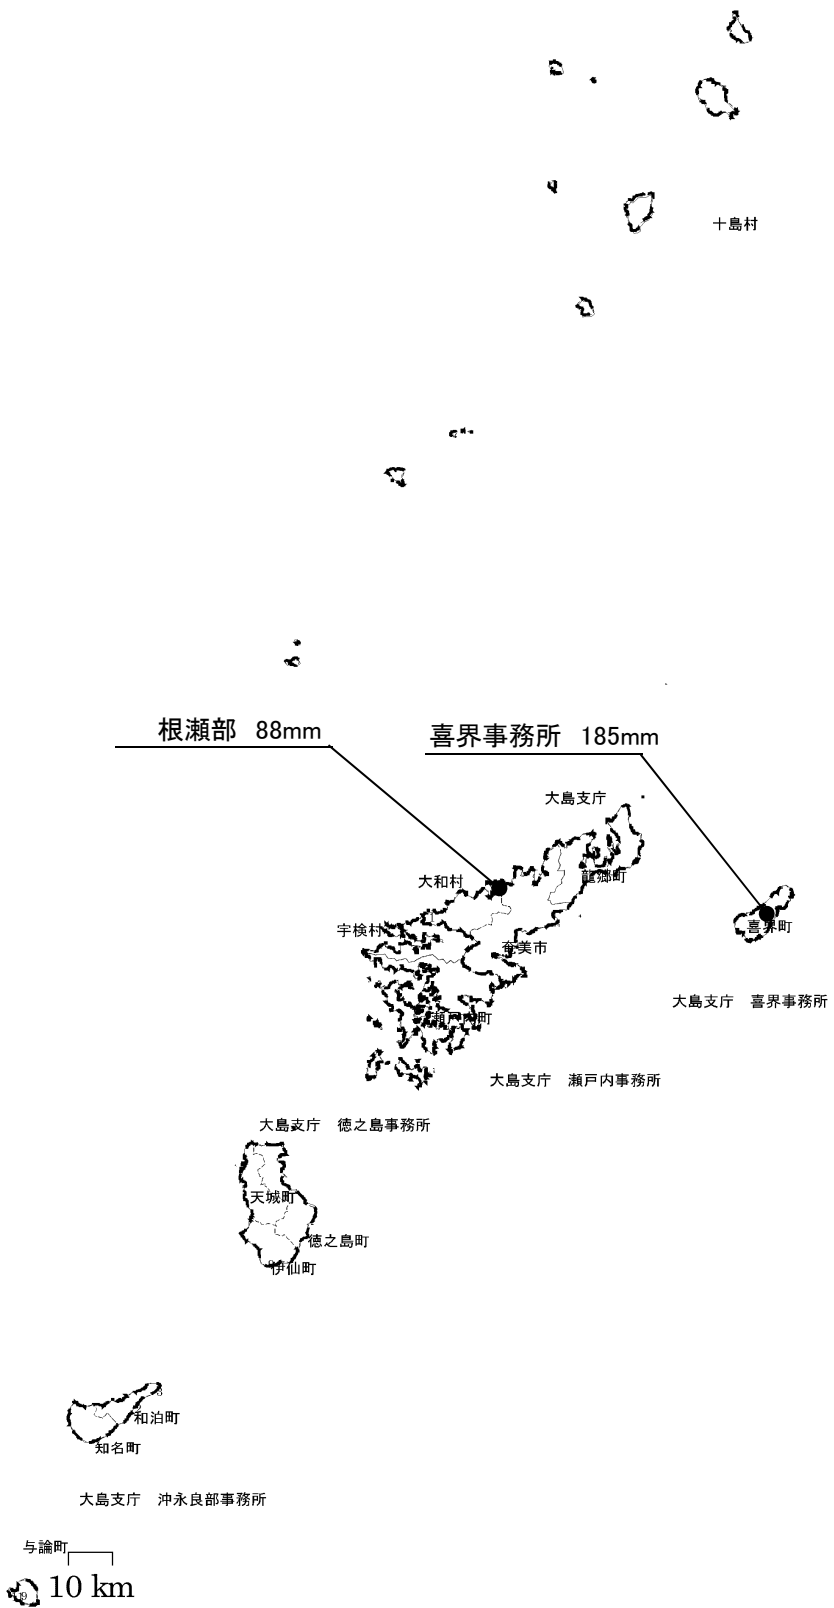 十島村
根瀬部　88mm
喜界事務所　185mm
大島支庁
龍郷町
大和村
宇検村
喜界町
奄美市
大島支庁　喜界事務所
瀬戸内町
大島支庁　瀬戸内事務所
大島支庁　徳之島事務所
天城町
徳之島町
伊仙町
和泊町
知名町
大島支庁　沖永良部事務所
与論町
10 km